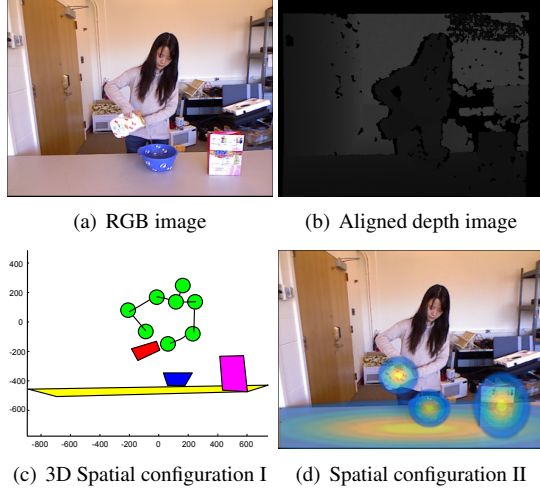 (a) RGB image
(b) Aligned depth image
400
200
0
-200
-400
-600
-800 -600 -400 -200 0 200 400 600
(c) 3D Spatial configuration I
(d) Spatial configuration II